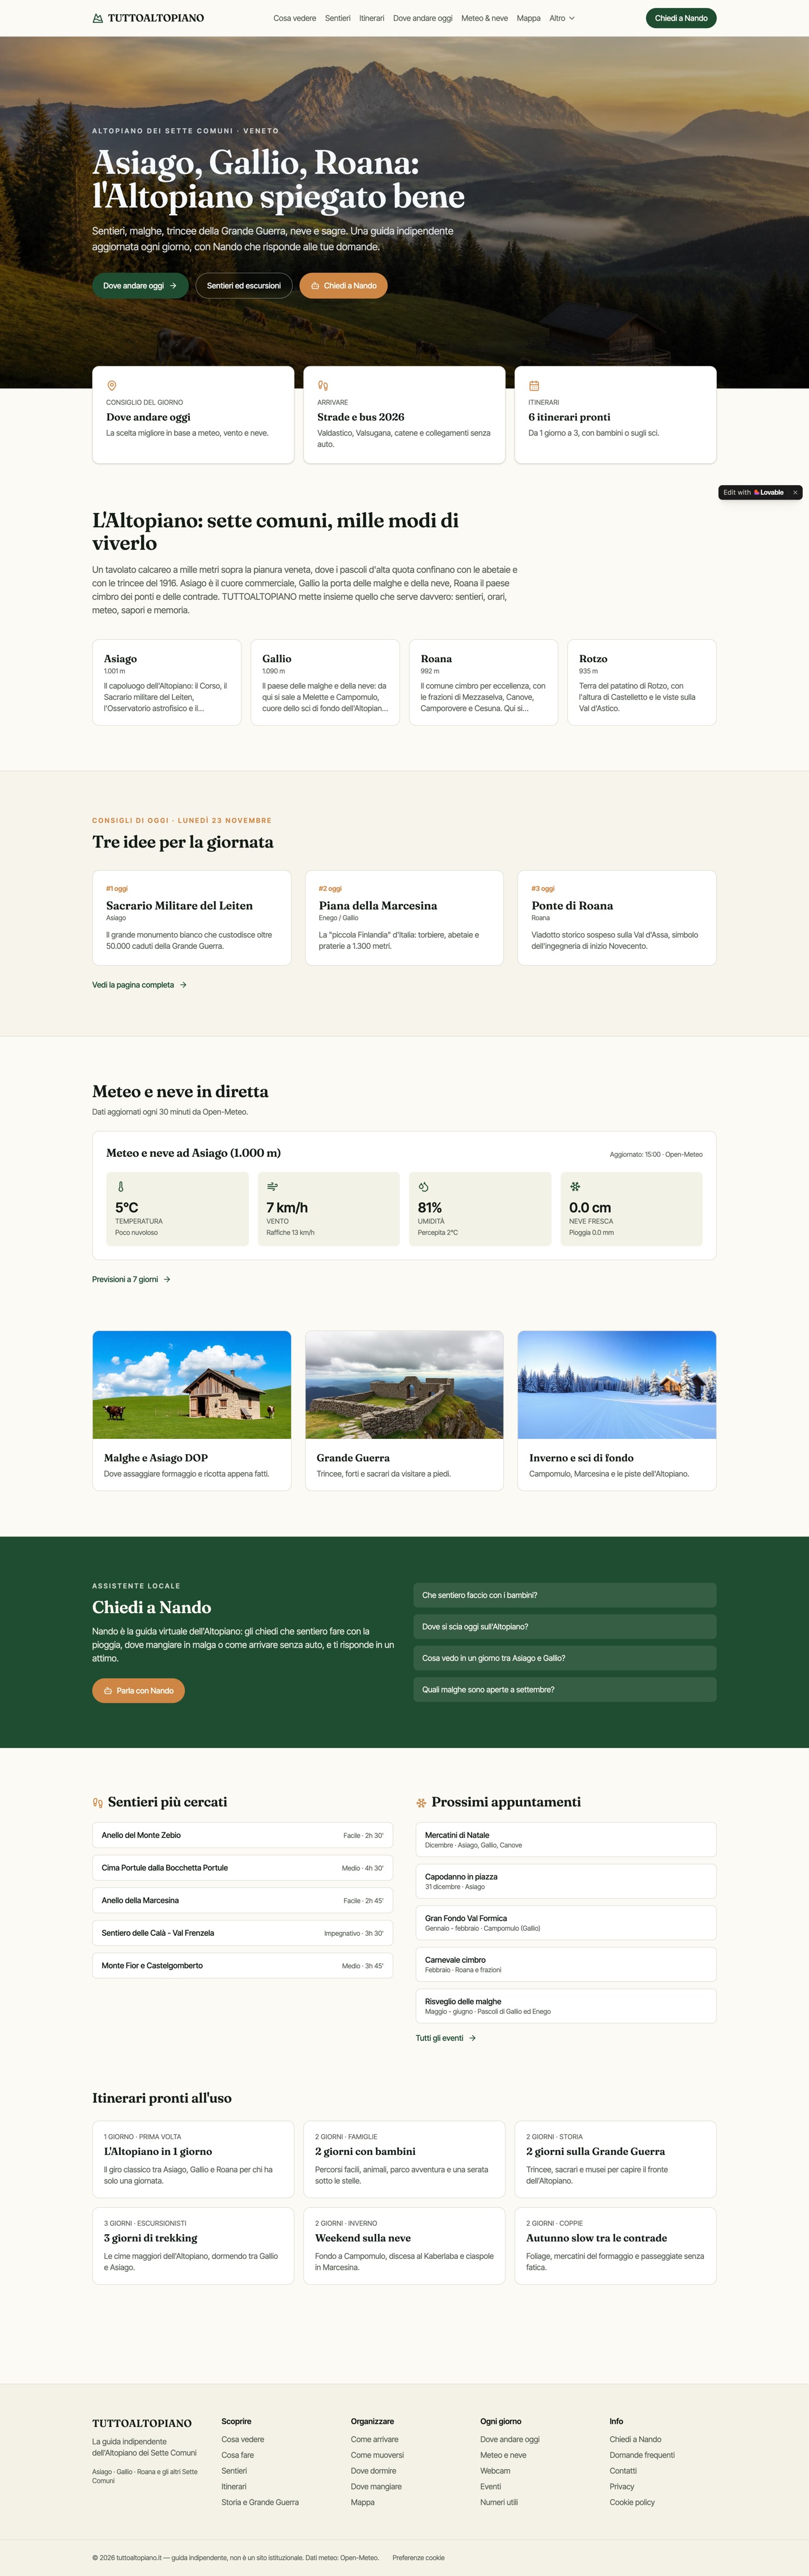 TUTTOALTOPIANO
Cosa vedere
Sentieri
Itinerari
Dove andare oggi
Meteo & neve
Mappa
Altro
Chiedi a Nando
ALTOPIANO DEI SETTE COMUNI · VENETO
Asiago, Gallio, Roana:
l'Altopiano spiegato bene
Sentieri, malghe, trincee della Grande Guerra, neve e sagre. Una guida indipendente
aggiornata ogni giorno, con Nando che risponde alle tue domande.
Dove andare oggi
Sentieri ed escursioni
Chiedi a Nando
CONSIGLIO DEL GIORNO
Dove andare oggi
La scelta migliore in base a meteo, vento e neve.
ARRIVARE
Strade e bus 2026
Valdastico, Valsugana, catene e collegamenti senza
auto.
ITINERARI
6 itinerari pronti
Da 1 giorno a 3, con bambini o sugli sci.
Edit with Lovable
L'Altopiano: sette comuni, mille modi di
viverlo
Un tavolato calcareo a mille metri sopra la pianura veneta, dove i pascoli d'alta quota confinano con le abetaie e
con le trincee del 1916. Asiago è il cuore commerciale, Gallio la porta delle malghe e della neve, Roana il paese
cimbro dei ponti e delle contrade. TUTTOALTOPIANO mette insieme quello che serve davvero: sentieri, orari,
meteo, sapori e memoria.
Asiago
1.001 m
Il capoluogo dell'Altopiano: il Corso, il
Sacrario militare del Leiten,
l'Osservatorio astrofisico e il...
Gallio
1.090 m
Il paese delle malghe e della neve: da
qui si sale a Melette e Campomulo,
cuore dello sci di fondo dell'Altopian...
Roana
992 m
Il comune cimbro per eccellenza, con
le frazioni di Mezzaselva, Canove,
Camporovere e Cesuna. Qui si...
Rotzo
935 m
Terra del patatino di Rotzo, con
l'altura di Castelletto e le viste sulla
Val d'Astico.
CONSIGLI DI OGGI · LUNEDÌ 23 NOVEMBRE
Tre idee per la giornata
#1 oggi
Sacrario Militare del Leiten
Asiago
Il grande monumento bianco che custodisce oltre
50.000 caduti della Grande Guerra.
#2 oggi
Piana della Marcesina
Enego / Gallio
La "piccola Finlandia" d'Italia: torbiere, abetaie e
praterie a 1.300 metri.
#3 oggi
Ponte di Roana
Roana
Viadotto storico sospeso sulla Val d'Assa, simbolo
dell'ingegneria di inizio Novecento.
Vedi la pagina completa
Meteo e neve in diretta
Dati aggiornati ogni 30 minuti da Open-Meteo.
Meteo e neve ad Asiago (1.000 m)
Aggiornato: 15:00 · Open-Meteo
5°C
TEMPERATURA
Poco nuvoloso
7 km/h
VENTO
Raffiche 13 km/h
81%
UMIDITÀ
Percepita 2°C
0.0 cm
NEVE FRESCA
Pioggia 0.0 mm
Previsioni a 7 giorni
Malghe e Asiago DOP
Dove assaggiare formaggio e ricotta appena fatti.
Grande Guerra
Trincee, forti e sacrari da visitare a piedi.
Inverno e sci di fondo
Campomulo, Marcesina e le piste dell'Altopiano.
ASSISTENTE LOCALE
Chiedi a Nando
Nando è la guida virtuale dell'Altopiano: gli chiedi che sentiero fare con la
pioggia, dove mangiare in malga o come arrivare senza auto, e ti risponde in un
attimo.
Parla con Nando
Che sentiero faccio con i bambini?
Dove si scia oggi sull'Altopiano?
Cosa vedo in un giorno tra Asiago e Gallio?
Quali malghe sono aperte a settembre?
Sentieri più cercati
Anello del Monte Zebio
Facile · 2h 30'
Cima Portule dalla Bocchetta Portule
Medio · 4h 30'
Anello della Marcesina
Facile · 2h 45'
Sentiero delle Calà - Val Frenzela
Impegnativo · 3h 30'
Monte Fior e Castelgomberto
Medio · 3h 45'
Prossimi appuntamenti
Mercatini di Natale
Dicembre · Asiago, Gallio, Canove
Capodanno in piazza
31 dicembre · Asiago
Gran Fondo Val Formica
Gennaio - febbraio · Campomulo (Gallio)
Carnevale cimbro
Febbraio · Roana e frazioni
Risveglio delle malghe
Maggio - giugno · Pascoli di Gallio ed Enego
Tutti gli eventi
Itinerari pronti all'uso
1 GIORNO · PRIMA VOLTA
L'Altopiano in 1 giorno
Il giro classico tra Asiago, Gallio e Roana per chi ha
solo una giornata.
2 GIORNI · FAMIGLIE
2 giorni con bambini
Percorsi facili, animali, parco avventura e una serata
sotto le stelle.
2 GIORNI · STORIA
2 giorni sulla Grande Guerra
Trincee, sacrari e musei per capire il fronte
dell'Altopiano.
3 GIORNI · ESCURSIONISTI
3 giorni di trekking
Le cime maggiori dell'Altopiano, dormendo tra Gallio
e Asiago.
2 GIORNI · INVERNO
Weekend sulla neve
Fondo a Campomulo, discesa al Kaberlaba e ciaspole
in Marcesina.
2 GIORNI · COPPIE
Autunno slow tra le contrade
Foliage, mercatini del formaggio e passeggiate senza
fatica.
TUTTOALTOPIANO
La guida indipendente
dell'Altopiano dei Sette Comuni
Asiago · Gallio · Roana e gli altri Sette
Comuni
Scoprire
Cosa vedere
Cosa fare
Sentieri
Itinerari
Storia e Grande Guerra
Organizzare
Come arrivare
Come muoversi
Dove dormire
Dove mangiare
Mappa
Ogni giorno
Dove andare oggi
Meteo e neve
Webcam
Eventi
Numeri utili
Info
Chiedi a Nando
Domande frequenti
Contatti
Privacy
Cookie policy
© 2026 tuttoaltopiano.it — guida indipendente, non è un sito istituzionale. Dati meteo: Open-Meteo.
Preferenze cookie